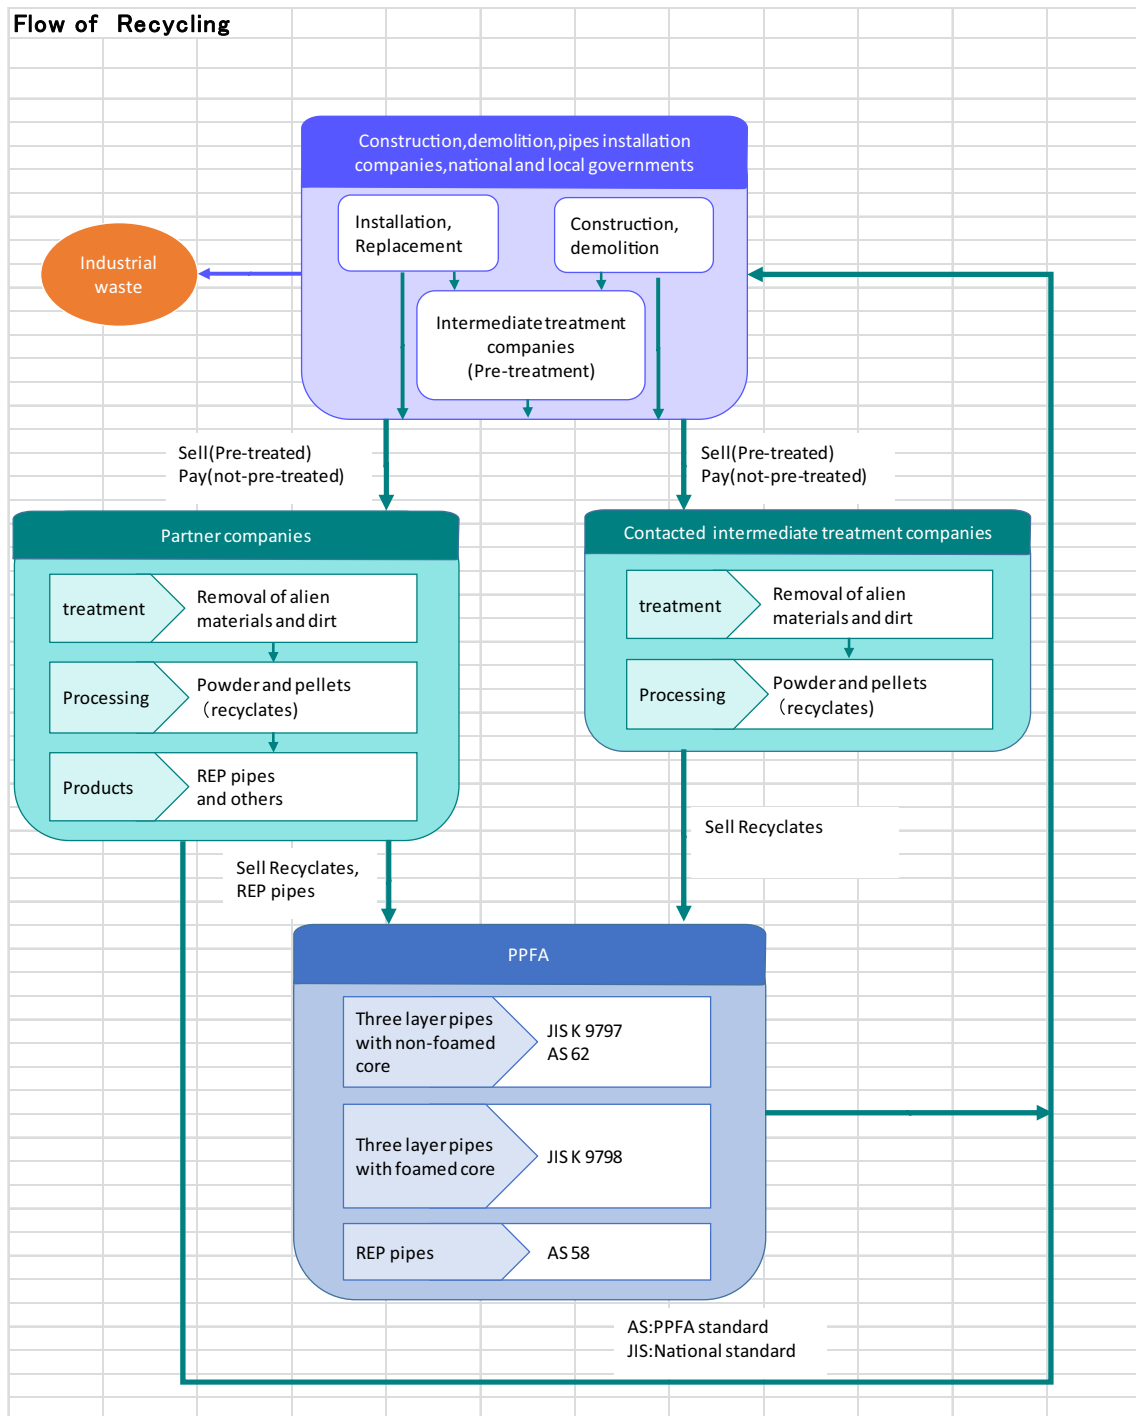 Flow of Recycling
Construction,demolition,pipes installation
companies,national and local governments
Installation,
Replacement
Construction,
demolition
Industrial
waste
Intermediate treatment
companies
(Pre-treatment)
Sell(Pre-treated)
Pay(not-pre-treated)
Sell(Pre-treated)
Pay(not-pre-treated)
Partner companies
treatment
Removal of alien
materials and dirt
Processing
Powder and pellets
（recyclates)
Products
REP pipes
and others
Contacted intermediate treatment companies
treatment
Removal of alien
materials and dirt
Processing
Powder and pellets
（recyclates)
Sell Recyclates,
REP pipes
Sell Recyclates
PPFA
Three layer pipes
with non-foamed
core
JIS K 9797
AS 62
Three layer pipes
with foamed core
JIS K 9798
REP pipes
AS 58
AS:PPFA standard
JIS:National standard